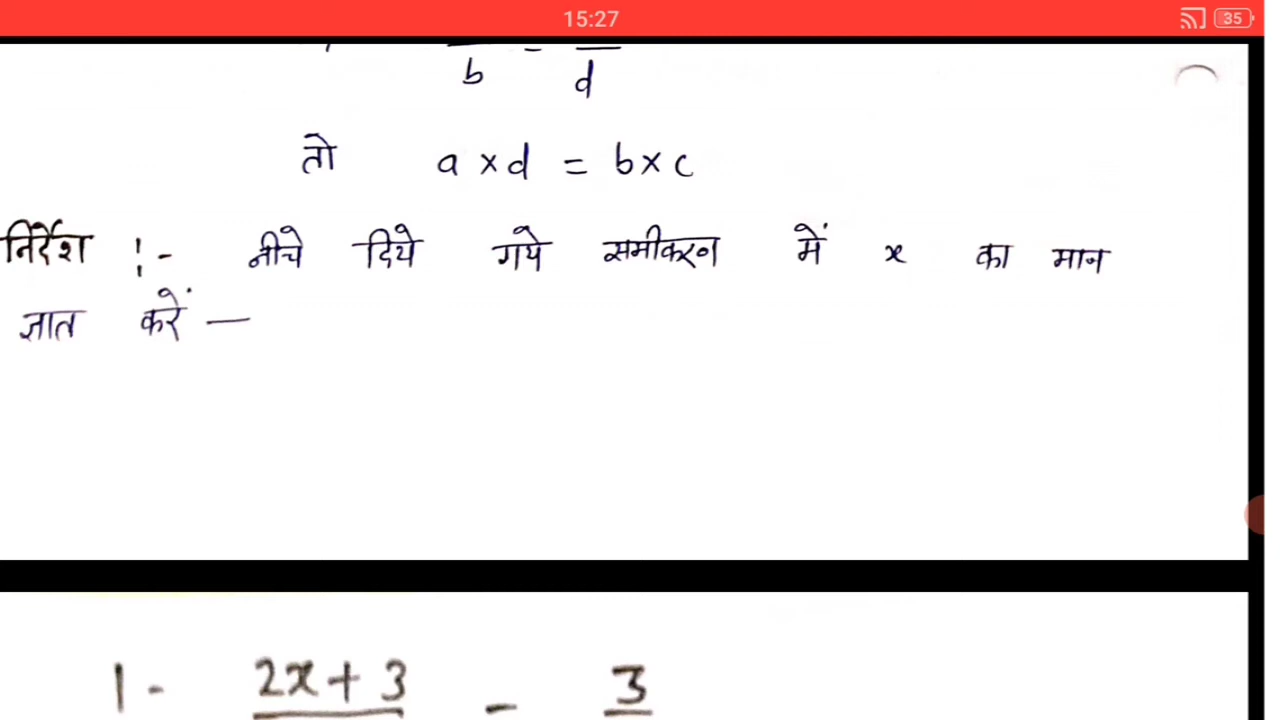 15:27
35
b = d
तो a × d = b × c
निर्देश :- नीचे दिये गये समीकरण में x का मान
ज्ञात करें —
1 - 2x + 3 3